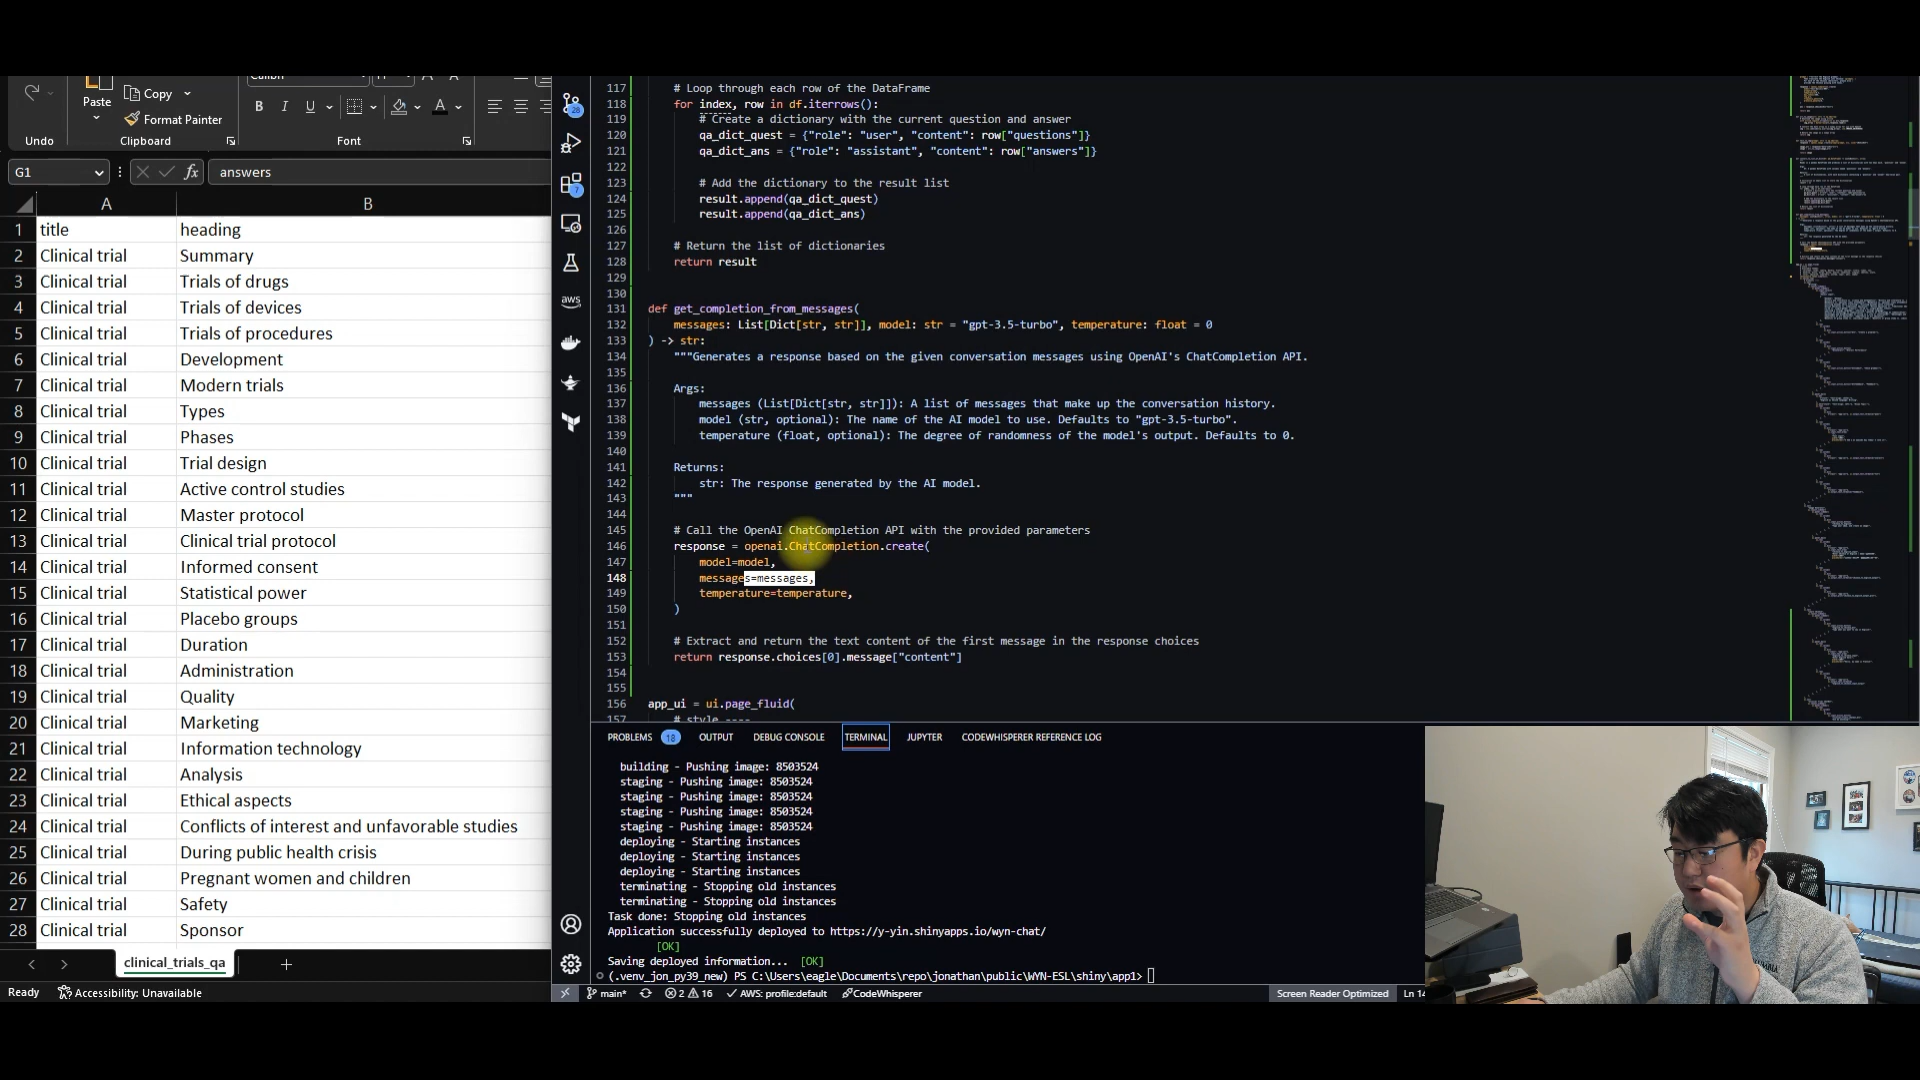 Calibri
Paste
Copy
Format Painter
B I U A
Undo
Clipboard
Font
G1
fx
answers
A B
1 title heading
2 Clinical trial Summary
3 Clinical trial Trials of drugs
4 Clinical trial Trials of devices
5 Clinical trial Trials of procedures
6 Clinical trial Development
7 Clinical trial Modern trials
8 Clinical trial Types
9 Clinical trial Phases
10 Clinical trial Trial design
11 Clinical trial Active control studies
12 Clinical trial Master protocol
13 Clinical trial Clinical trial protocol
14 Clinical trial Informed consent
15 Clinical trial Statistical power
16 Clinical trial Placebo groups
17 Clinical trial Duration
18 Clinical trial Administration
19 Clinical trial Quality
20 Clinical trial Marketing
21 Clinical trial Information technology
22 Clinical trial Analysis
23 Clinical trial Ethical aspects
24 Clinical trial Conflicts of interest and unfavorable studies
25 Clinical trial During public health crisis
26 Clinical trial Pregnant women and children
27 Clinical trial Safety
28 Clinical trial Sponsor
clinical_trials_qa
Ready
Accessibility: Unavailable
28
7
aws
117 # Loop through each row of the DataFrame
118 for index, row in df.iterrows():
119 # Create a dictionary with the current question and answer
120 qa_dict_quest = {"role": "user", "content": row["questions"]}
121 qa_dict_ans = {"role": "assistant", "content": row["answers"]}
122
123 # Add the dictionary to the result list
124 result.append(qa_dict_quest)
125 result.append(qa_dict_ans)
126
127 # Return the list of dictionaries
128 return result
129
130
131 def get_completion_from_messages(
132 messages: List[Dict[str, str]], model: str = "gpt-3.5-turbo", temperature: float = 0
133 ) -> str:
134 """Generates a response based on the given conversation messages using OpenAI's ChatCompletion API.
135
136 Args:
137 messages (List[Dict[str, str]]): A list of messages that make up the conversation history.
138 model (str, optional): The name of the AI model to use. Defaults to "gpt-3.5-turbo".
139 temperature (float, optional): The degree of randomness of the model's output. Defaults to 0.
140
141 Returns:
142 str: The response generated by the AI model.
143 """
144
145 # Call the OpenAI ChatCompletion API with the provided parameters
146 response = openai.ChatCompletion.create(
147 model=model,
148 messages=messages,
149 temperature=temperature,
150 )
151
152 # Extract and return the text content of the first message in the response choices
153 return response.choices[0].message["content"]
154
155
156 app_ui = ui.page_fluid(
157 # style ----
PROBLEMS 18 OUTPUT DEBUG CONSOLE TERMINAL JUPYTER CODEWHISPERER REFERENCE LOG
building - Pushing image: 8503524
staging - Pushing image: 8503524
staging - Pushing image: 8503524
staging - Pushing image: 8503524
staging - Pushing image: 8503524
deploying - Starting instances
deploying - Starting instances
deploying - Starting instances
terminating - Stopping old instances
terminating - Stopping old instances
Task done: Stopping old instances
Application successfully deployed to https://y-yin.shinyapps.io/wyn-chat/
[OK]
Saving deployed information... [OK]
(.venv_jon_py39_new) PS C:\Users\eagle\Documents\repo\jonathan\public\WYN-ESL\shiny\app1>
main* 2 16 AWS: profile:default CodeWhisperer
Screen Reader Optimized
Ln 14